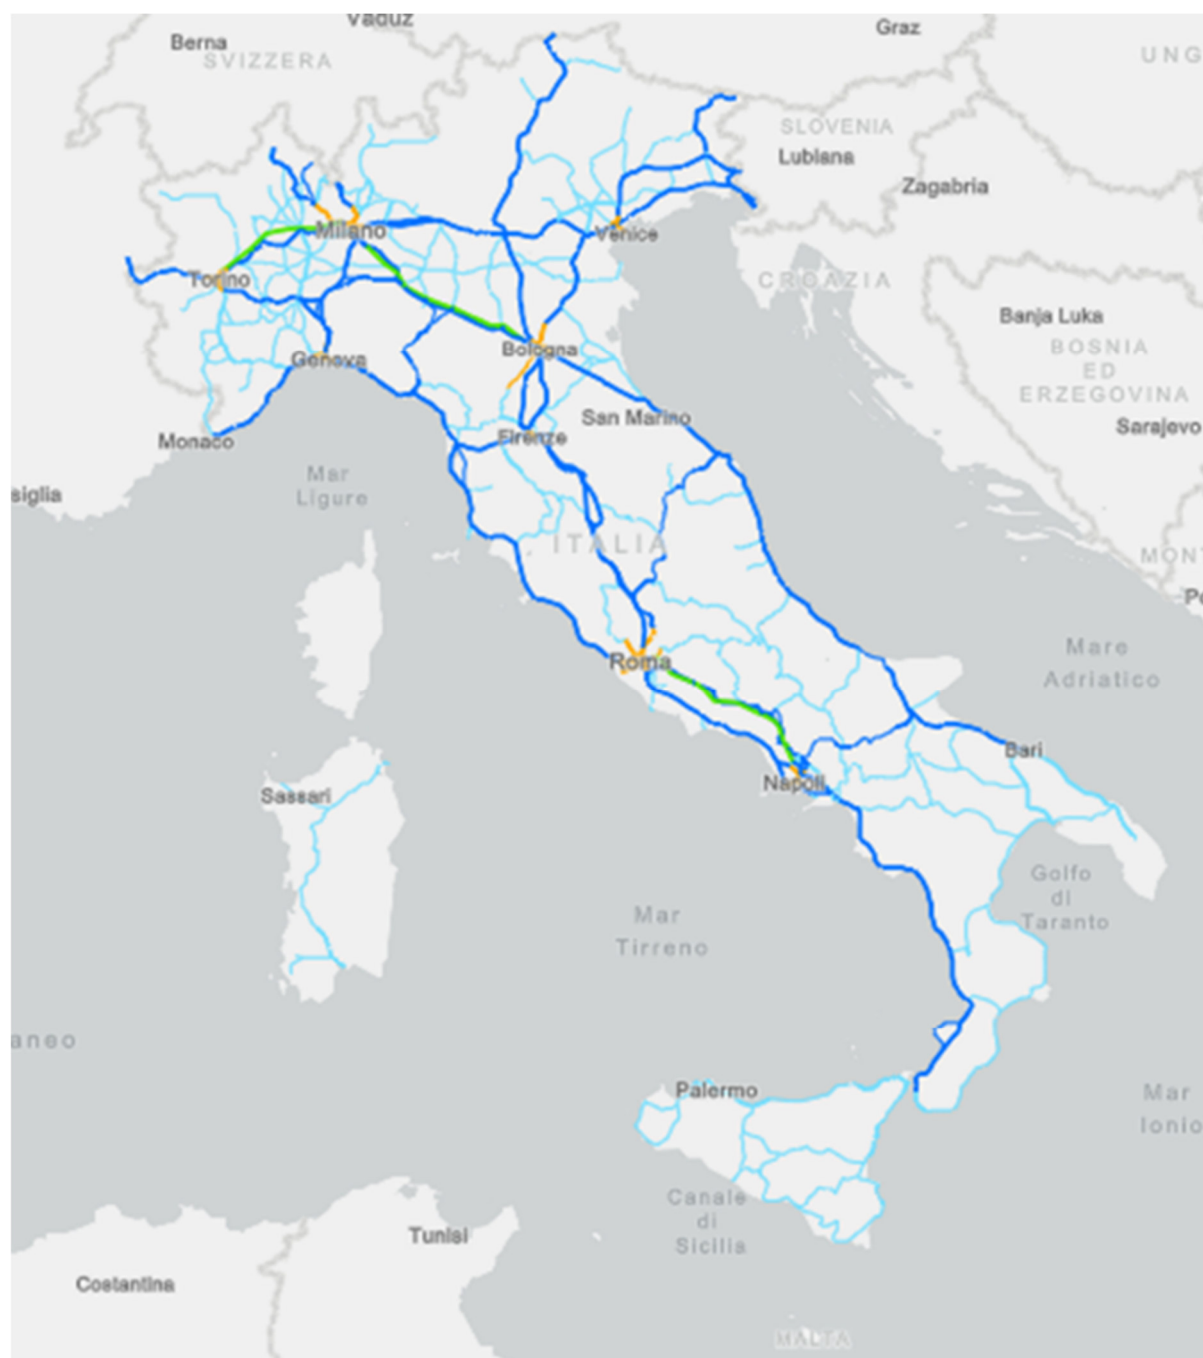 Vaduz
Graz
Berna
SVIZZERA
UNG
SLOVENIA
Lubiana
Zagabria
Milano
Venice
Torino
CROAZIA
Banja Luka
Bologna
BOSNIA
ED
ERZEGOVINA
Genova
San Marino
Sarajevo
Monaco
Firenze
Mar
Ligure
siglia
ITALIA
MON
Po
Roma
Mare
Adriatico
Bari
Napoli
Sassari
Golfo
di
Taranto
Mar
Tirreno
aneo
Palermo
Mar
Ionio
Canale
di
Sicilia
Tunisi
Costantina
MALTA